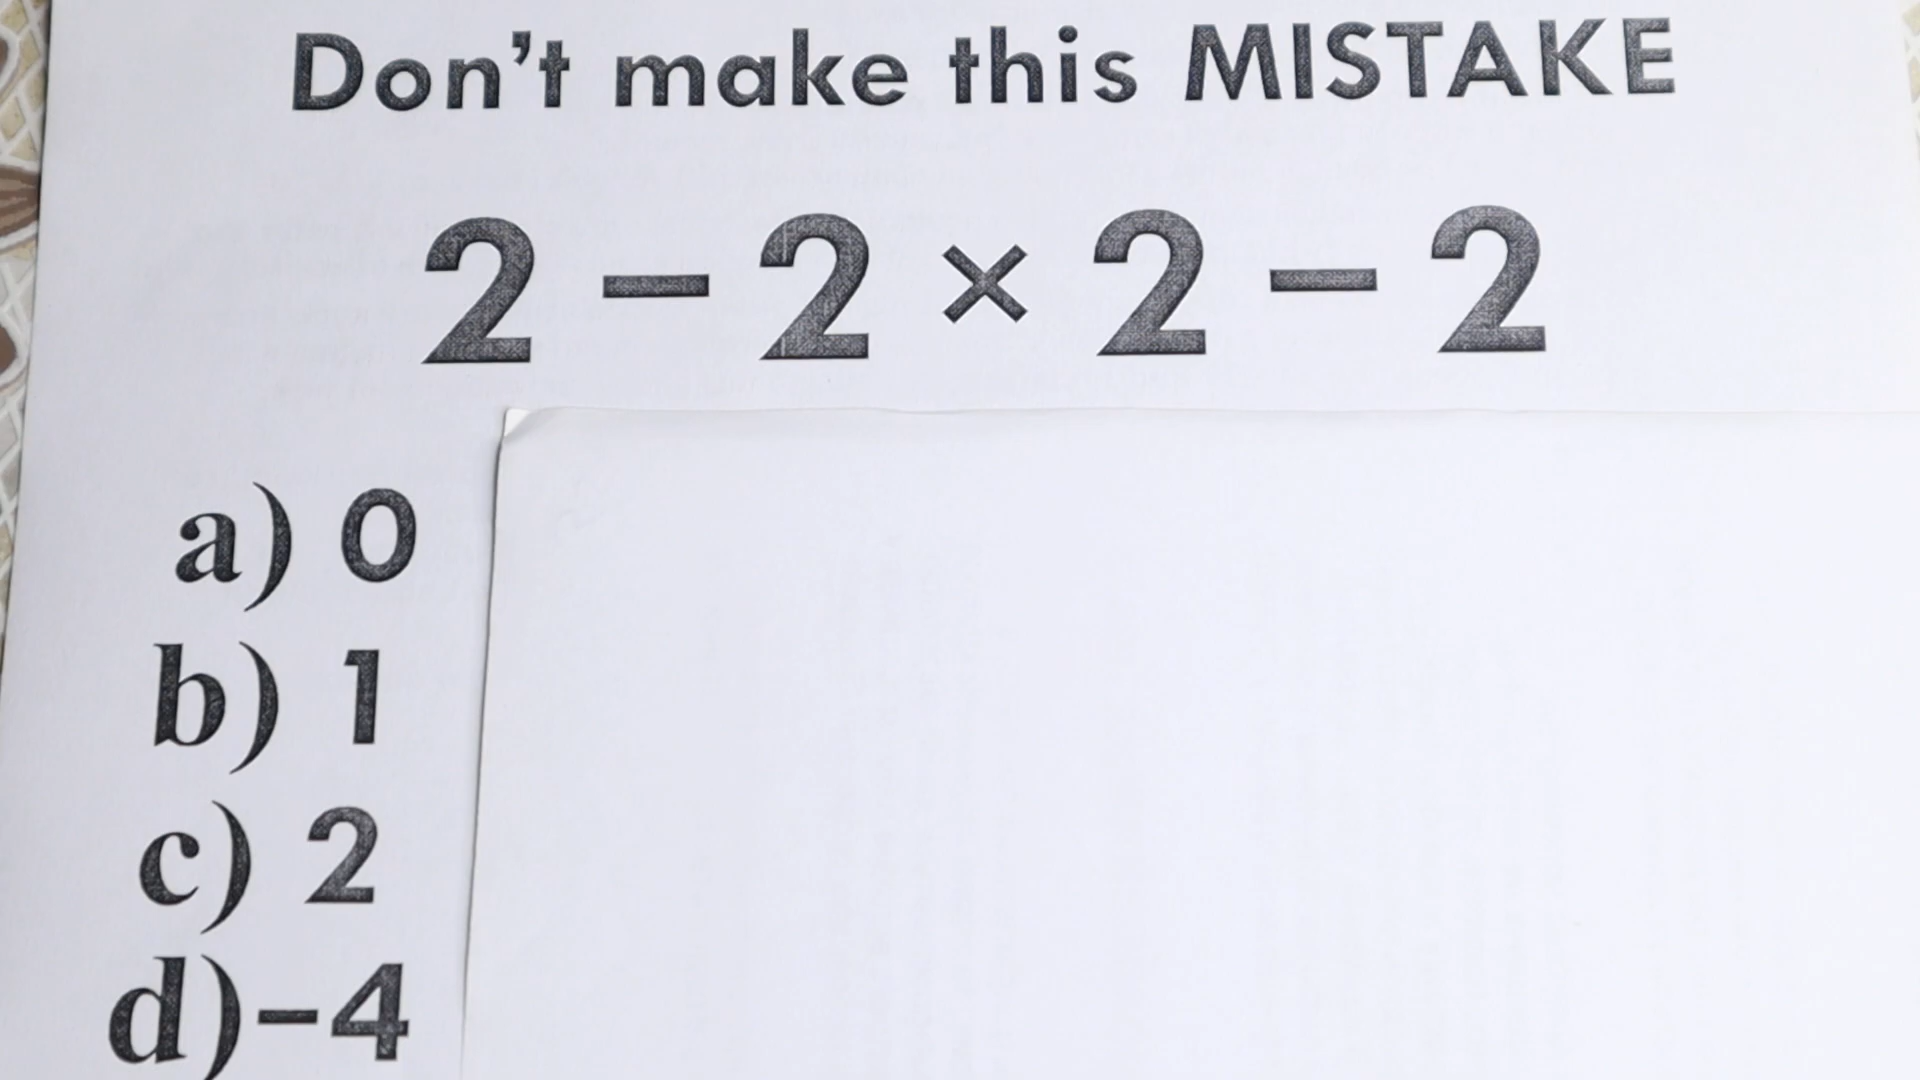 Don't make this MISTAKE
2 – 2 × 2 – 2
a) 0
b) 1
c) 2
d) –4